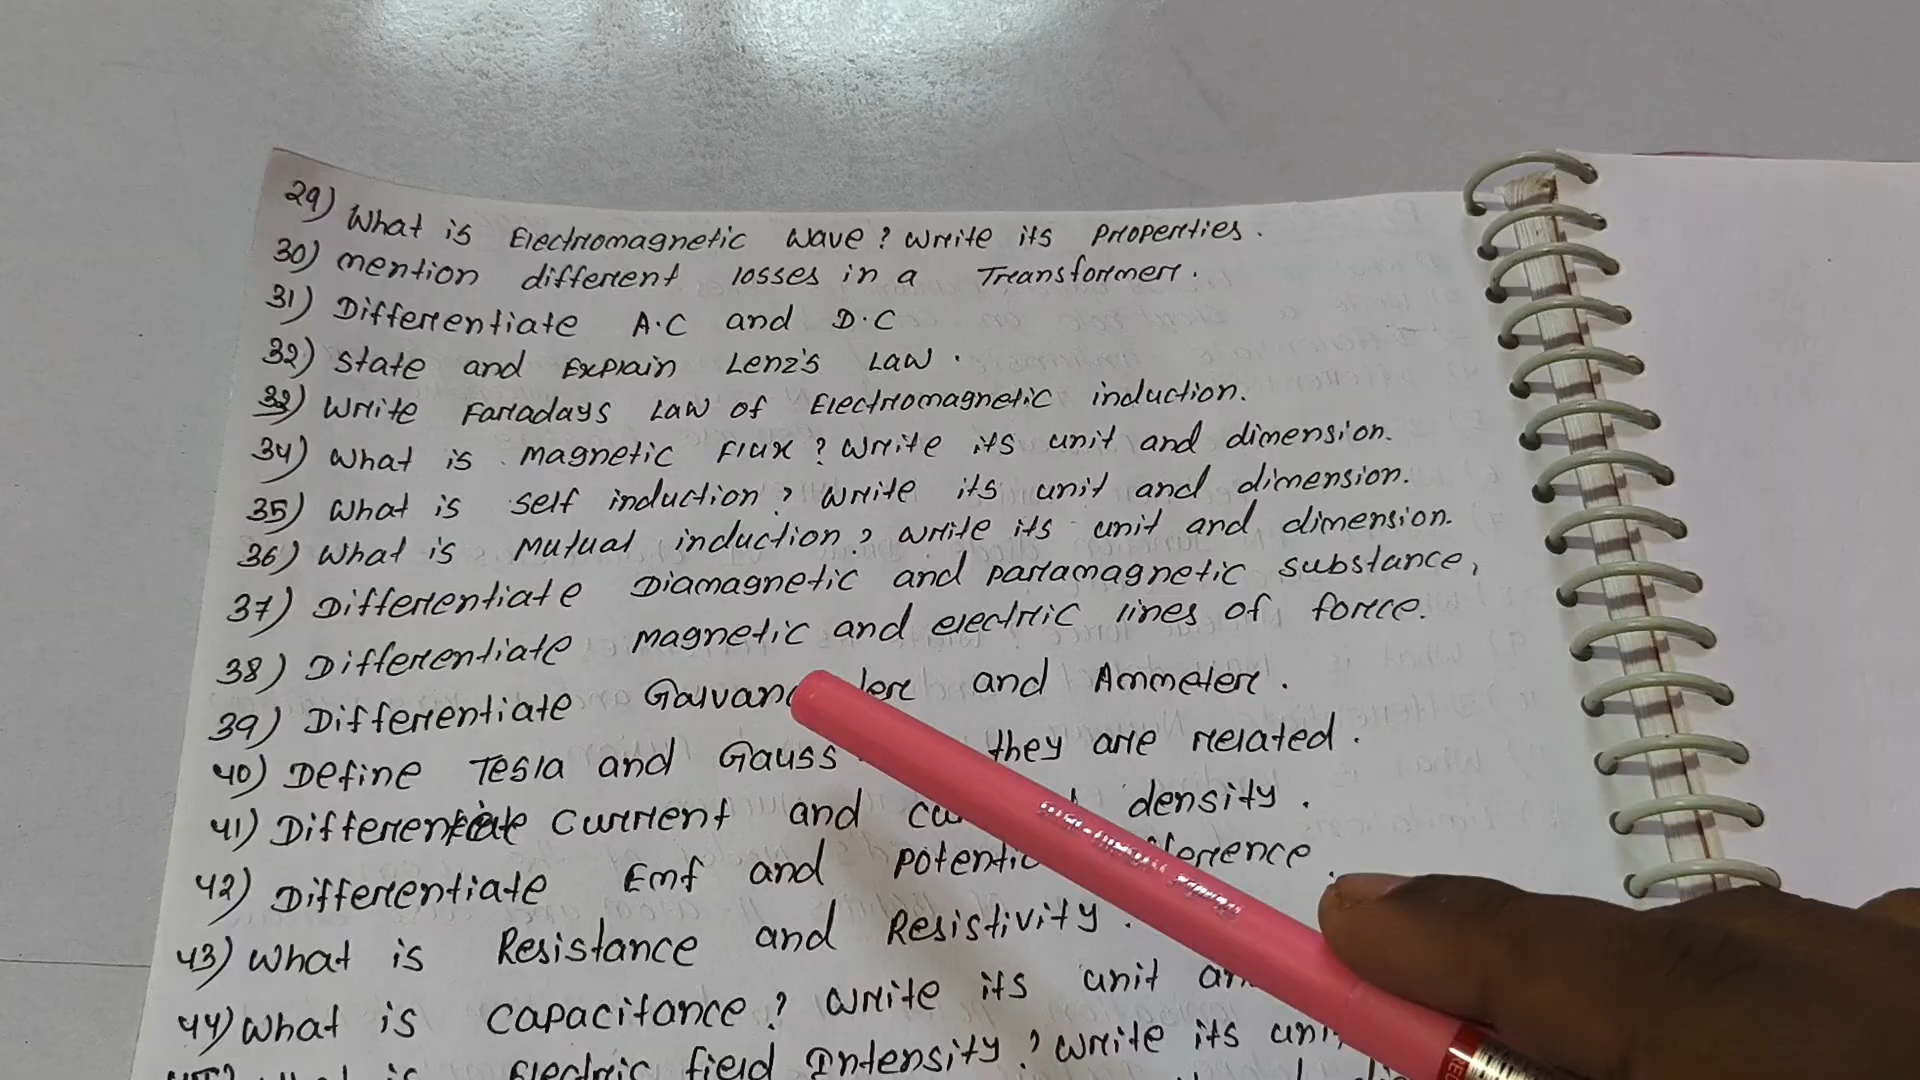 29) What is Electromagnetic Wave? Write its Properties.
30) mention different losses in a Transformer.
31) Differentiate A.C and D.C
32) State and Explain Lenz's Law.
33) Write Faradays Law of Electromagnetic induction.
34) What is magnetic Flux? Write its unit and dimension.
35) What is self induction? Write its unit and dimension.
36) What is Mutual induction? Write its unit and dimension.
37) Differentiate Diamagnetic and paramagnetic substance,
38) Differentiate magnetic and electric lines of force.
39) Differentiate and Ammeter.
40) Define Tesla and Gauss they are related.
41) Differentiate Current and density.
42) Differentiate Emf and
43) What is Resistance and Resistivity.
44) What is Capacitance? Write its unit
Electric field Intensity? Write its